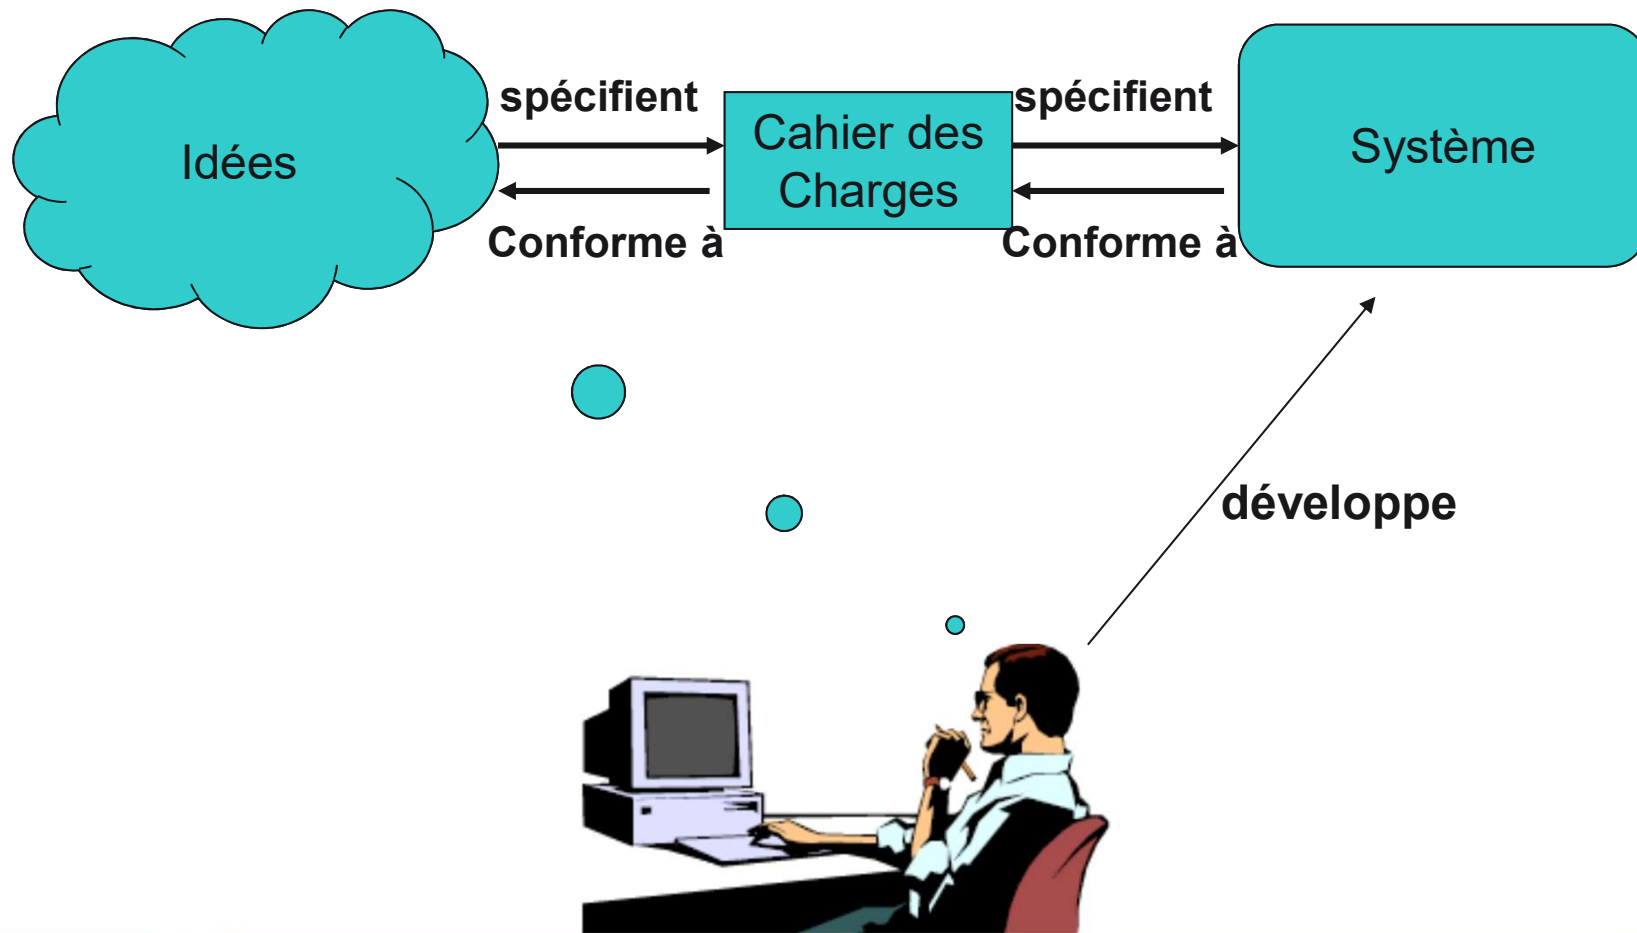 spécifient
spécifient
Idées
Cahier des
Charges
Système
Conforme à
Conforme à
développe